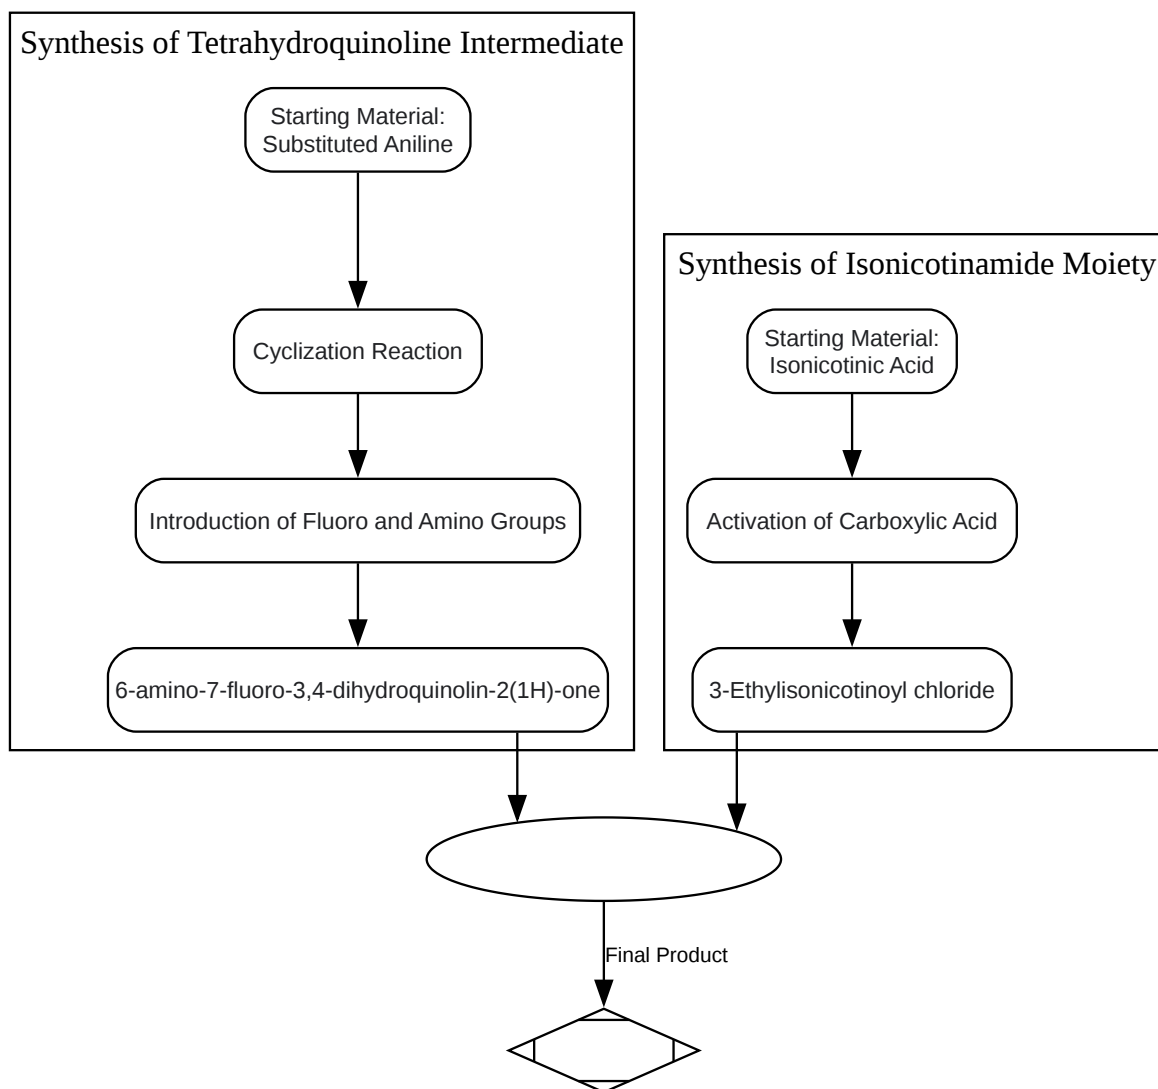 Synthesis of Tetrahydroquinoline Intermediate
Starting Material:
Substituted Aniline
Cyclization Reaction
Introduction of Fluoro and Amino Groups
6-amino-7-fluoro-3,4-dihydroquinolin-2(1H)-one
Synthesis of Isonicotinamide Moiety
Starting Material:
Isonicotinic Acid
Activation of Carboxylic Acid
3-Ethylisonicotinoyl chloride
Final Product